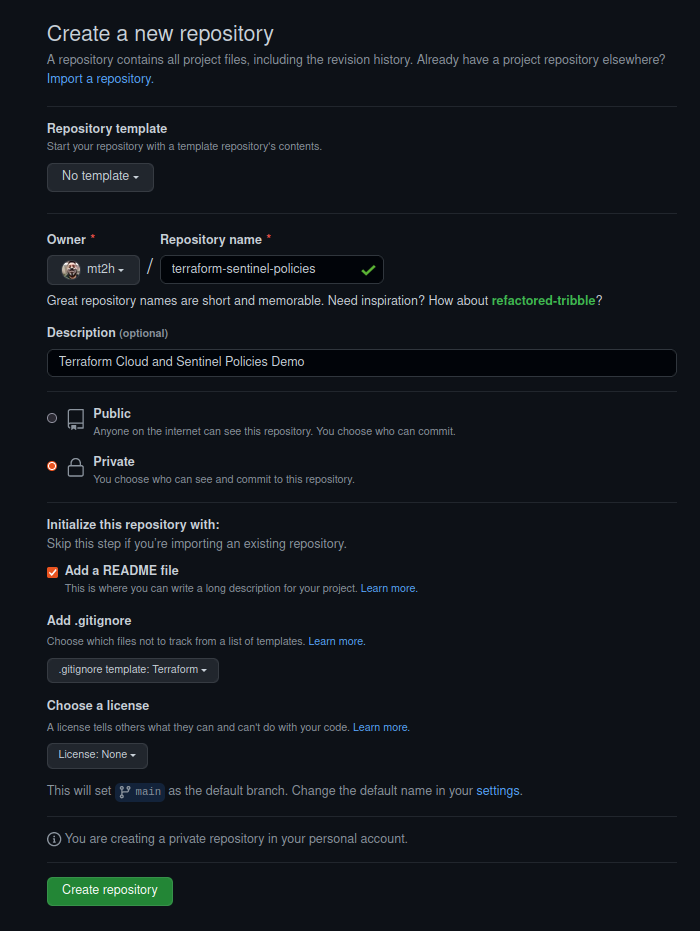 Create a new repository
A repository contains all project files, including the revision history. Already have a project repository elsewhere?
Import a repository.
Repository template
Start your repository with a template repository's contents.
No template
Owner *
Repository name *
mt2h
/
terraform-sentinel-policies
Great repository names are short and memorable. Need inspiration? How about refactored-tribble?
Description (optional)
Terraform Cloud and Sentinel Policies Demo
Public
Anyone on the internet can see this repository. You choose who can commit.
Private
You choose who can see and commit to this repository.
Initialize this repository with:
Skip this step if you're importing an existing repository.
Add a README file
This is where you can write a long description for your project. Learn more.
Add .gitignore
Choose which files not to track from a list of templates. Learn more.
.gitignore template: Terraform
Choose a license
A license tells others what they can and can't do with your code. Learn more.
License: None
This will set main as the default branch. Change the default name in your settings.
You are creating a private repository in your personal account.
Create repository